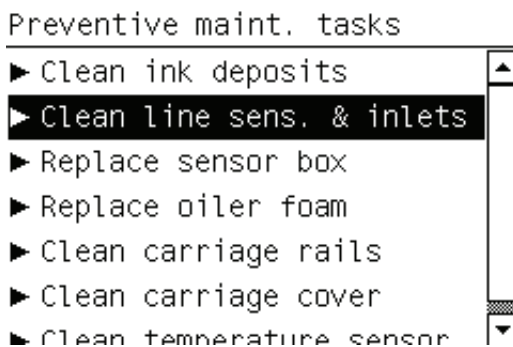 Preventive maint. tasks
Clean ink deposits
Clean line sens. & inlets
Replace sensor box
Replace oiler foam
Clean carriage rails
Clean carriage cover
Clean temperature sensor